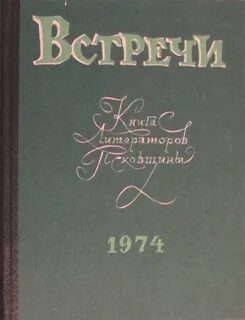 ВСТРЕЧИ
Книга
Литераторов
Псковщины
1974